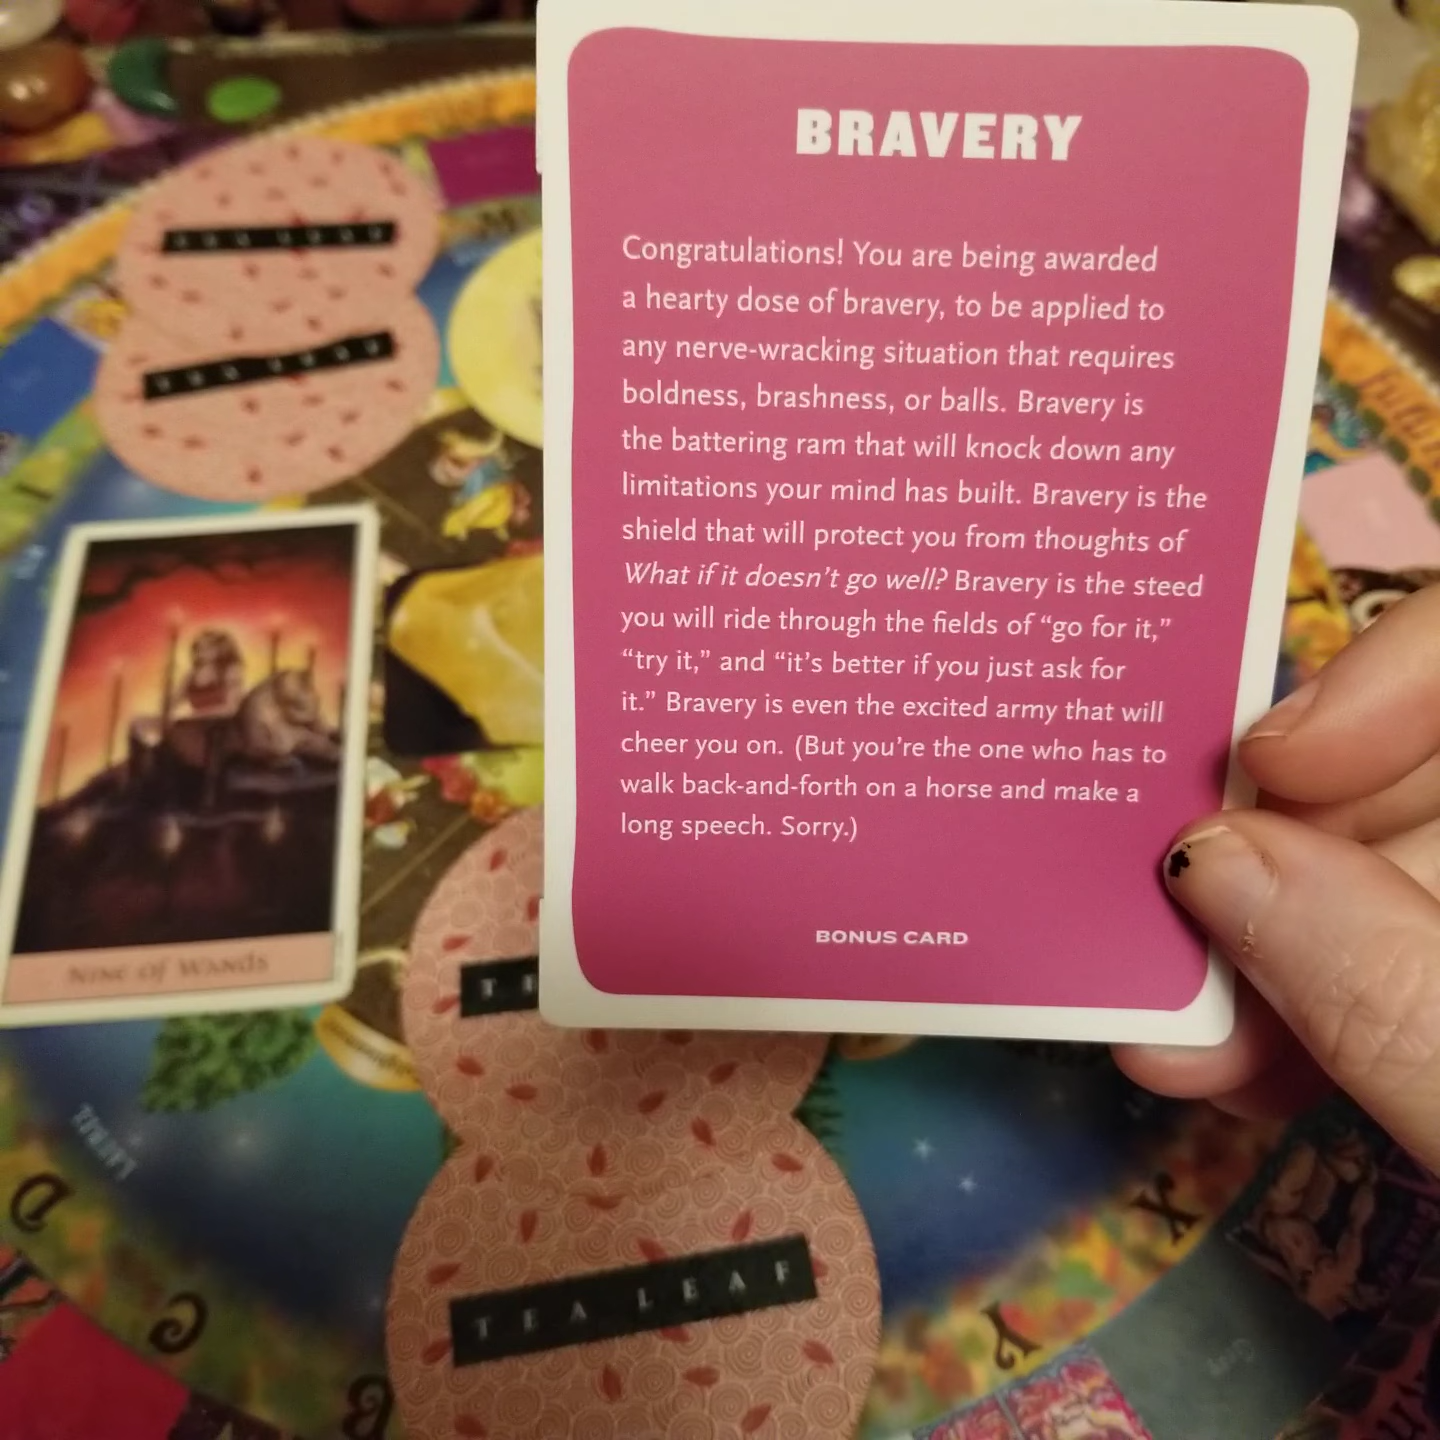 BRAVERY
Congratulations! You are being awarded
a hearty dose of bravery, to be applied to
any nerve-wracking situation that requires
boldness, brashness, or balls. Bravery is
the battering ram that will knock down any
limitations your mind has built. Bravery is the
shield that will protect you from thoughts of
What if it doesn't go well? Bravery is the steed
you will ride through the fields of “go for it,”
“try it,” and “it's better if you just ask for
it.” Bravery is even the excited army that will
cheer you on. (But you're the one who has to
walk back-and-forth on a horse and make a
long speech. Sorry.)
BONUS CARD
Nine of Wands
TEA LEAF
D
C
B
X
Y